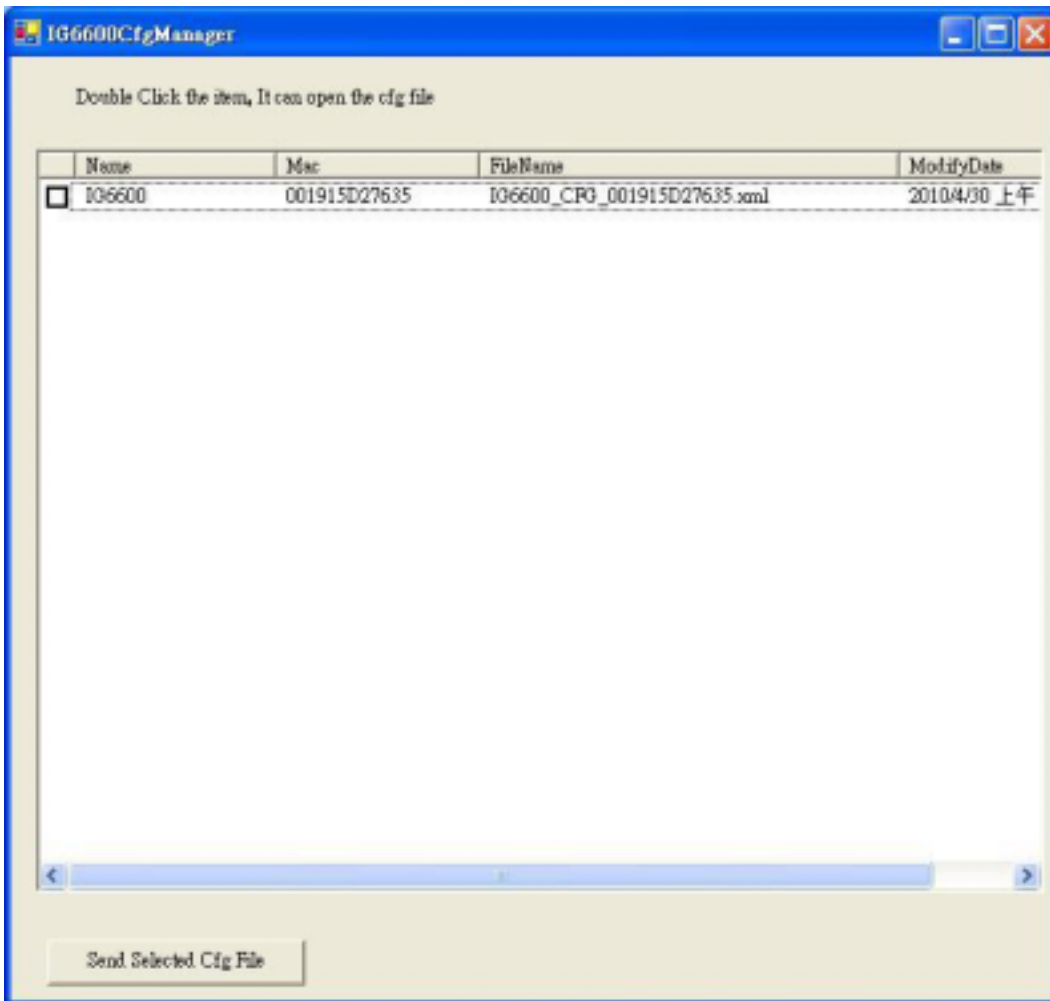 IG6600CfgManager
Double Click the item, It can open the cfg file
Name Mac FileName ModifyDate
IG6600 001915D27635 IG6600_CFG_001915D27635.xml 2010/4/30 上午
Send Selected Cfg File